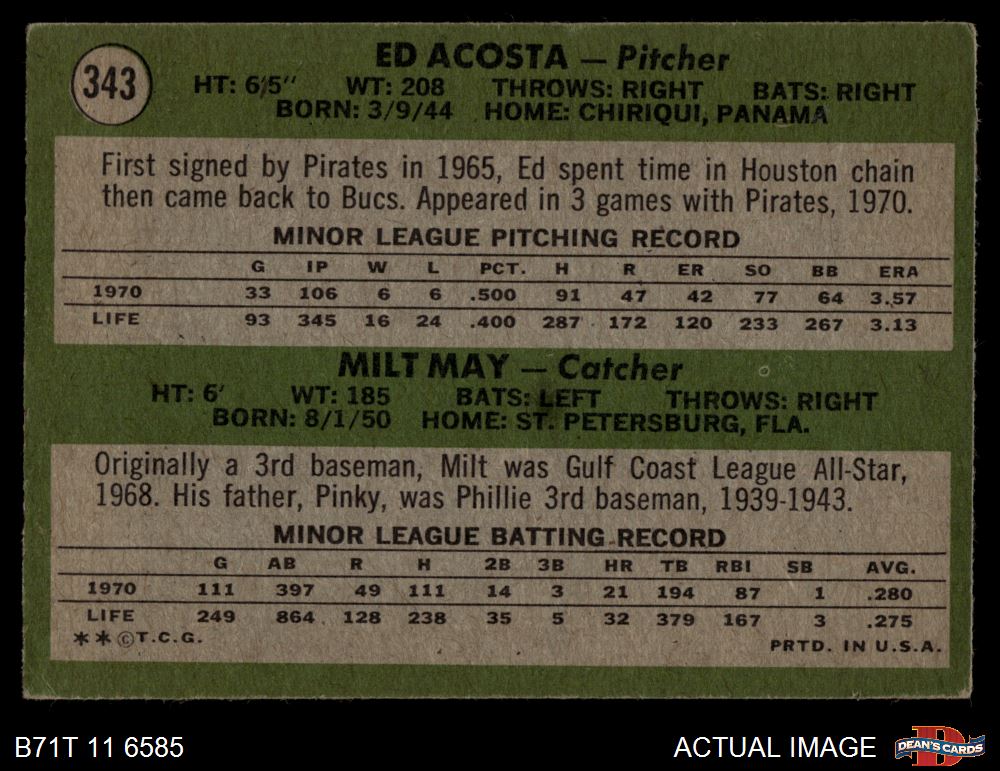 343
ED ACOSTA — Pitcher
HT: 6'5" WT: 208 THROWS: RIGHT BATS: RIGHT
BORN: 3/9/44 HOME: CHIRIQUI, PANAMA
First signed by Pirates in 1965, Ed spent time in Houston chain
then came back to Bucs. Appeared in 3 games with Pirates, 1970.
MINOR LEAGUE PITCHING RECORD
G IP W L PCT. H R ER SO BB ERA
1970 33 106 6 6 .500 91 47 42 77 64 3.57
LIFE 93 345 16 24 .400 287 172 120 233 267 3.13
MILT MAY — Catcher
HT: 6' WT: 185 BATS: LEFT THROWS: RIGHT
BORN: 8/1/50 HOME: ST. PETERSBURG, FLA.
Originally a 3rd baseman, Milt was Gulf Coast League All-Star,
1968. His father, Pinky, was Phillie 3rd baseman, 1939-1943.
MINOR LEAGUE BATTING RECORD
G AB R H 2B 3B HR TB RBI SB AVG.
1970 111 397 49 111 14 3 21 194 87 1 .280
LIFE 249 864 128 238 35 5 32 379 167 3 .275
**©T.C.G. PRTD. IN U.S.A.
B71T 11 6585 ACTUAL IMAGE DEAN'S CARDS